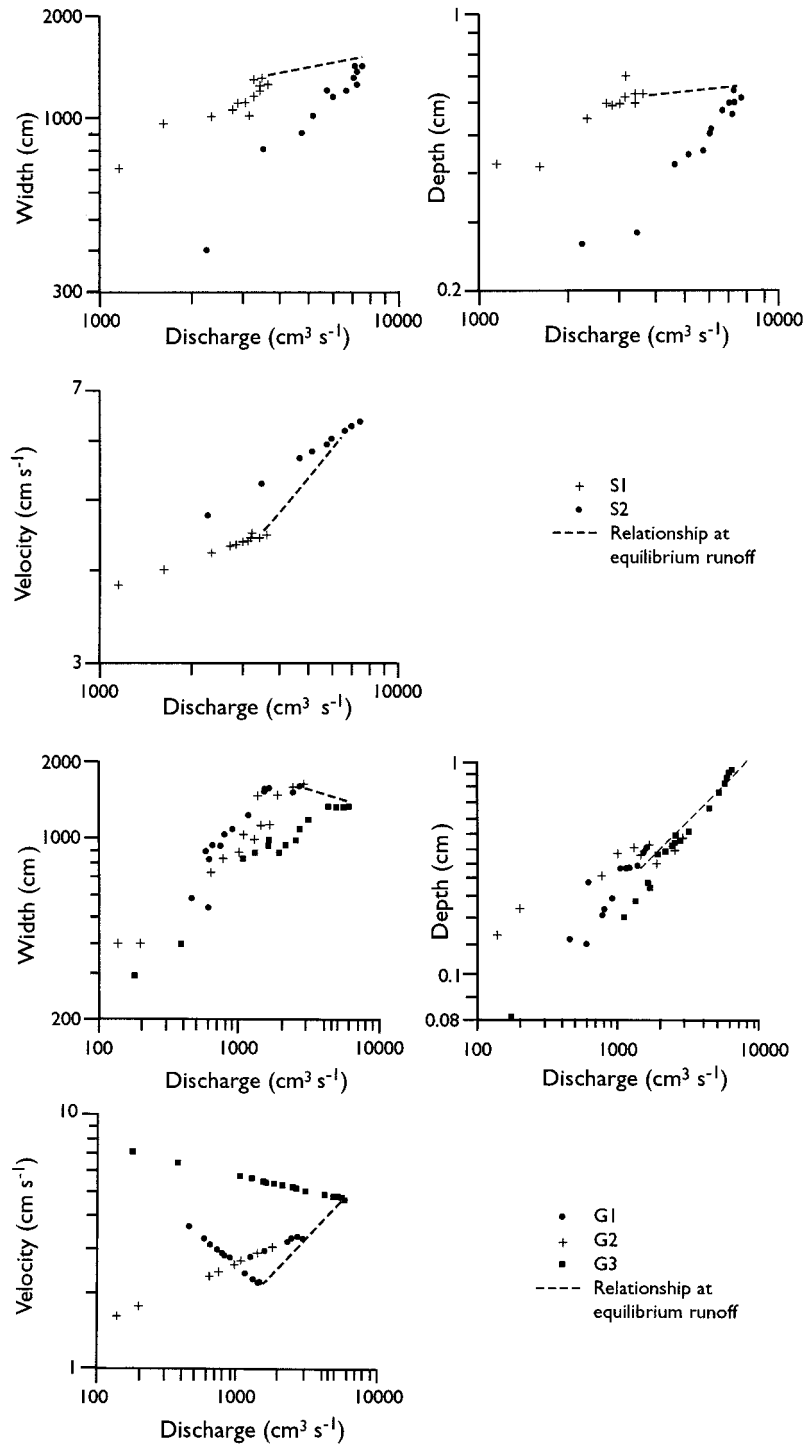 2000
1000
300
Width (cm)
1000
10000
Discharge (cm³ s⁻¹)
1
0.2
Depth (cm)
1000
10000
Discharge (cm³ s⁻¹)
7
3
Velocity (cm s⁻¹)
1000
10000
Discharge (cm³ s⁻¹)
S1
S2
Relationship at
equilibrium runoff
2000
1000
200
Width (cm)
100
1000
10000
Discharge (cm³ s⁻¹)
1
0.1
0.08
Depth (cm)
100
1000
10000
Discharge (cm³ s⁻¹)
10
1
Velocity (cm s⁻¹)
100
1000
10000
Discharge (cm³ s⁻¹)
G1
G2
G3
Relationship at
equilibrium runoff